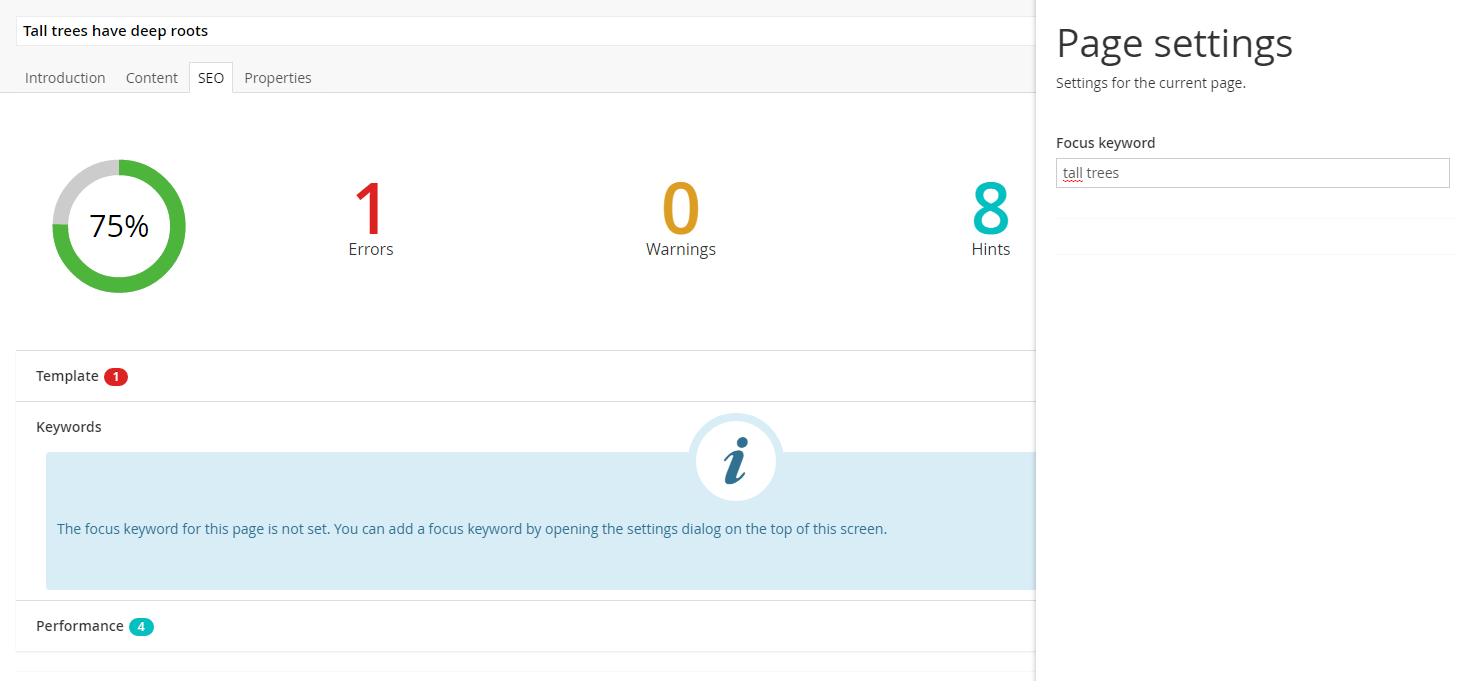 Tall trees have deep roots
Introduction Content SEO Properties
75%
1
Errors
0
Warnings
8
Hints
Template 1
Keywords
i
The focus keyword for this page is not set. You can add a focus keyword by opening the settings dialog on the top of this screen.
Performance 4
Page settings
Settings for the current page.
Focus keyword
tall trees